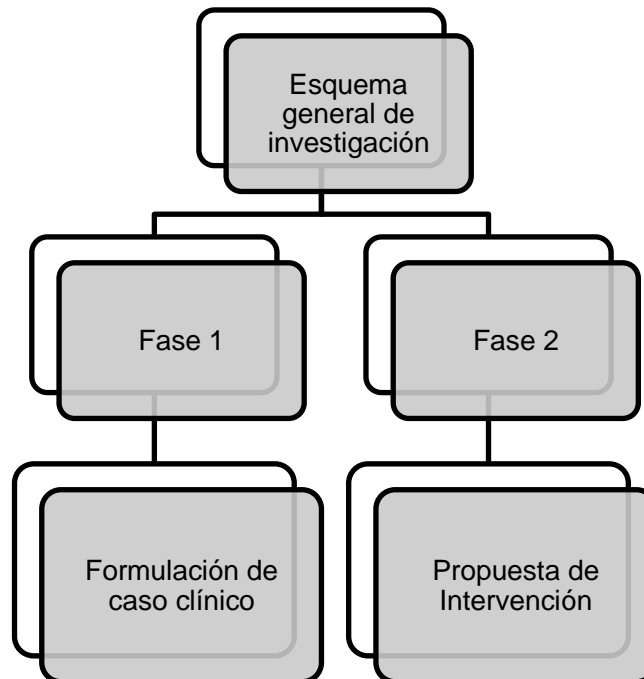 Esquema
general de
investigación
Fase 1
Fase 2
Formulación de
caso clínico
Propuesta de
Intervención